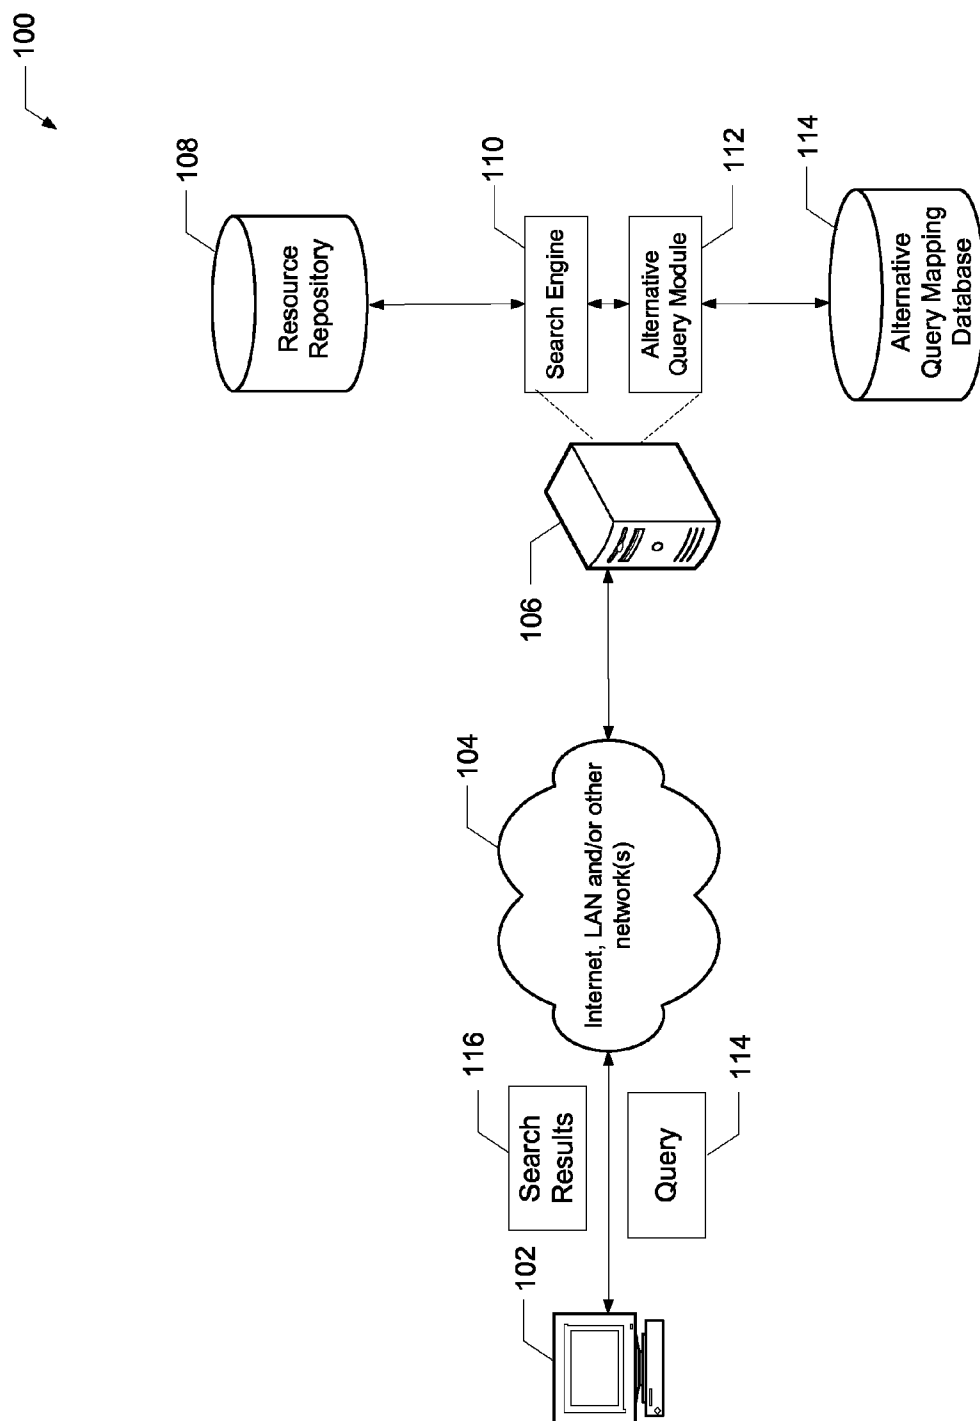 100
108
Resource
Repository
110
Search Engine
112
Alternative
Query Module
114
Alternative
Query Mapping
Database
106
104
Internet, LAN and/or other
network(s)
116
Search
Results
114
Query
102